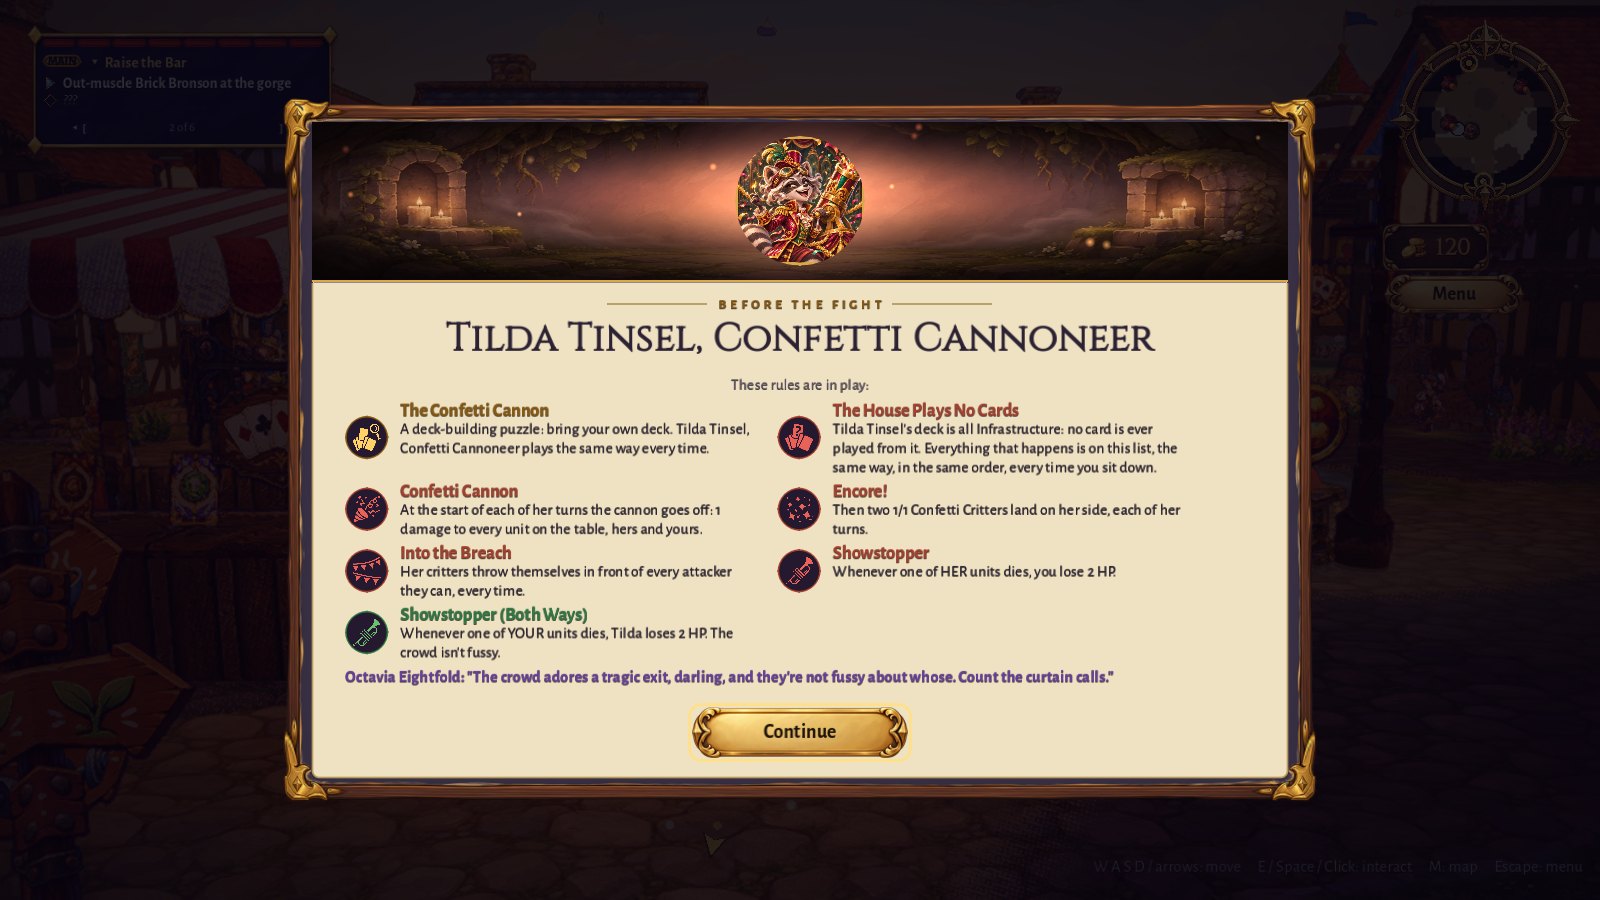 MAIN ▾ Raise the Bar
Out-muscle Brick Bronson at the gorge
???
2 of 6
120
Menu
BEFORE THE FIGHT
TILDA TINSEL, CONFETTI CANNONEER
These rules are in play:
The Confetti Cannon
A deck-building puzzle: bring your own deck. Tilda Tinsel,
Confetti Cannoneer plays the same way every time.
The House Plays No Cards
Tilda Tinsel's deck is all Infrastructure: no card is ever
played from it. Everything that happens is on this list, the
same way, in the same order, every time you sit down.
Confetti Cannon
At the start of each of her turns the cannon goes off: 1
damage to every unit on the table, hers and yours.
Encore!
Then two 1/1 Confetti Critters land on her side, each of her
turns.
Into the Breach
Her critters throw themselves in front of every attacker
they can, every time.
Showstopper
Whenever one of HER units dies, you lose 2 HP.
Showstopper (Both Ways)
Whenever one of YOUR units dies, Tilda loses 2 HP. The
crowd isn't fussy.
Octavia Eightfold: "The crowd adores a tragic exit, darling, and they're not fussy about whose. Count the curtain calls."
Continue
W A S D / arrows: move E / Space / Click: interact M: map Escape: menu